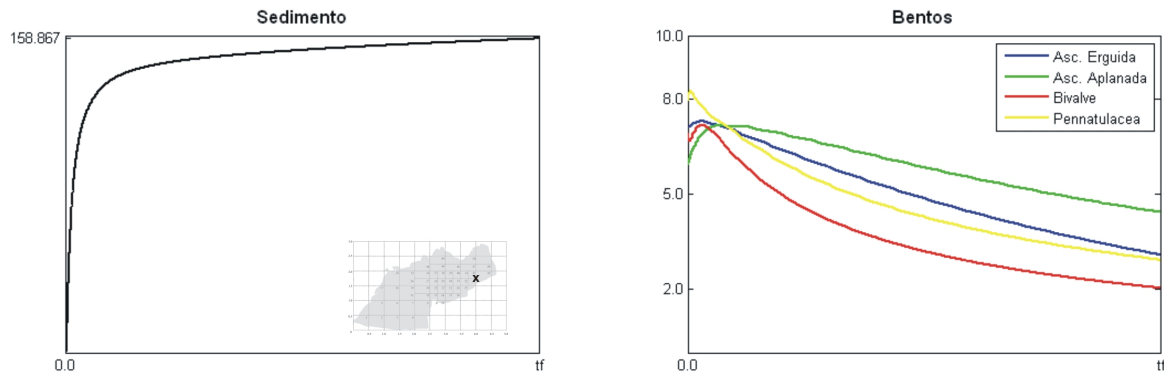 Sedimento
158.867
x
0.0
tf
Bentos
10.0
8.0
5.0
2.0
Asc. Erguida
Asc. Aplanada
Bivalve
Pennatulacea
0.0
tf